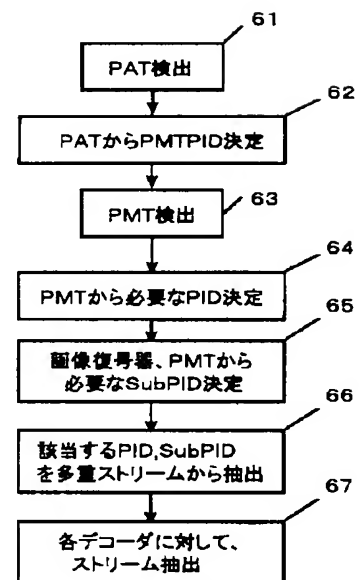 61
PAT検出
62
PATからPMTPID決定
63
PMT検出
64
PMTから必要なPID決定
65
画像復号器、PMTから
必要なSubPID決定
66
該当するPID,SubPID
を多重ストリームから抽出
67
各デコーダに対して、
ストリーム抽出